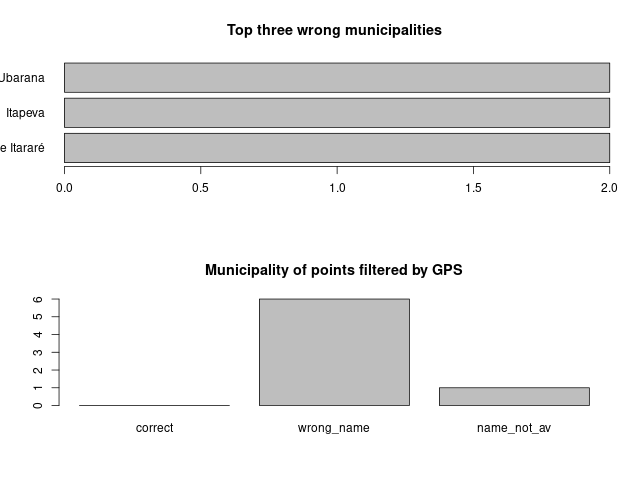 Top three wrong municipalities
Ubarana
Itapeva
e Itararé
0.0 0.5 1.0 1.5 2.0
Municipality of points filtered by GPS
6
5
4
3
2
1
0
correct wrong_name name_not_av